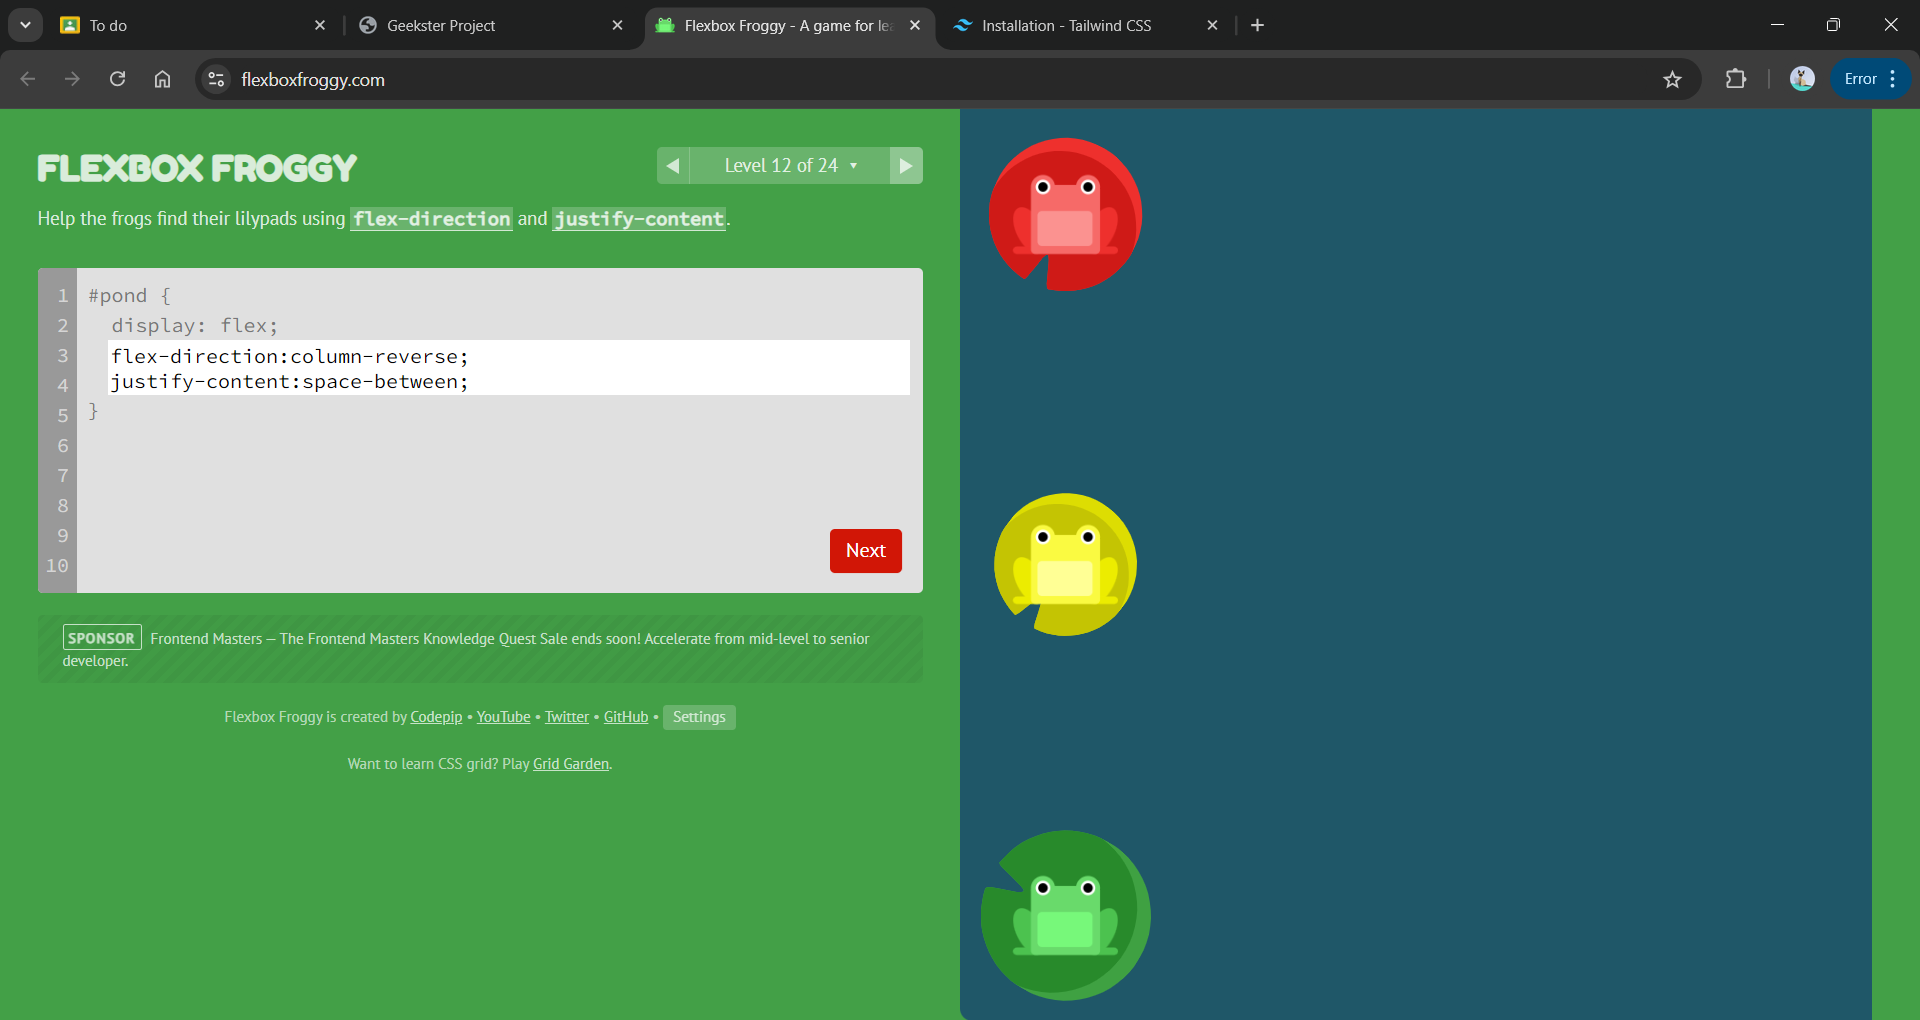 To do
Geekster Project
Flexbox Froggy - A game for le
Installation - Tailwind CSS
flexboxfroggy.com
Error
FLEXBOX FROGGY
Level 12 of 24
Help the frogs find their lilypads using flex-direction and justify-content.
1 #pond {
2 display: flex;
3 flex-direction:column-reverse;
4 justify-content:space-between;
5 }
6
7
8
9
10
Next
SPONSOR Frontend Masters — The Frontend Masters Knowledge Quest Sale ends soon! Accelerate from mid-level to senior
developer.
Flexbox Froggy is created by Codepip • YouTube • Twitter • GitHub • Settings
Want to learn CSS grid? Play Grid Garden.